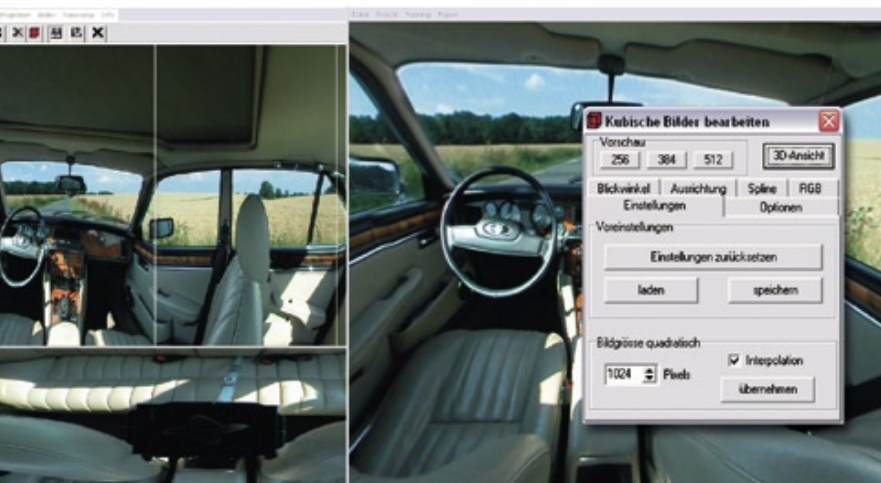 Kubische Bilder bearbeiten
Vorschau
256 384 512
3D-Ansicht
Blickwinkel Ausrichtung Spline RGB
Einstellungen Optionen
Voreinstellungen
Einstellungen zurücksetzen
laden speichern
Bildgrösse quadratisch
1024 Pixels
Interpolation
übernehmen